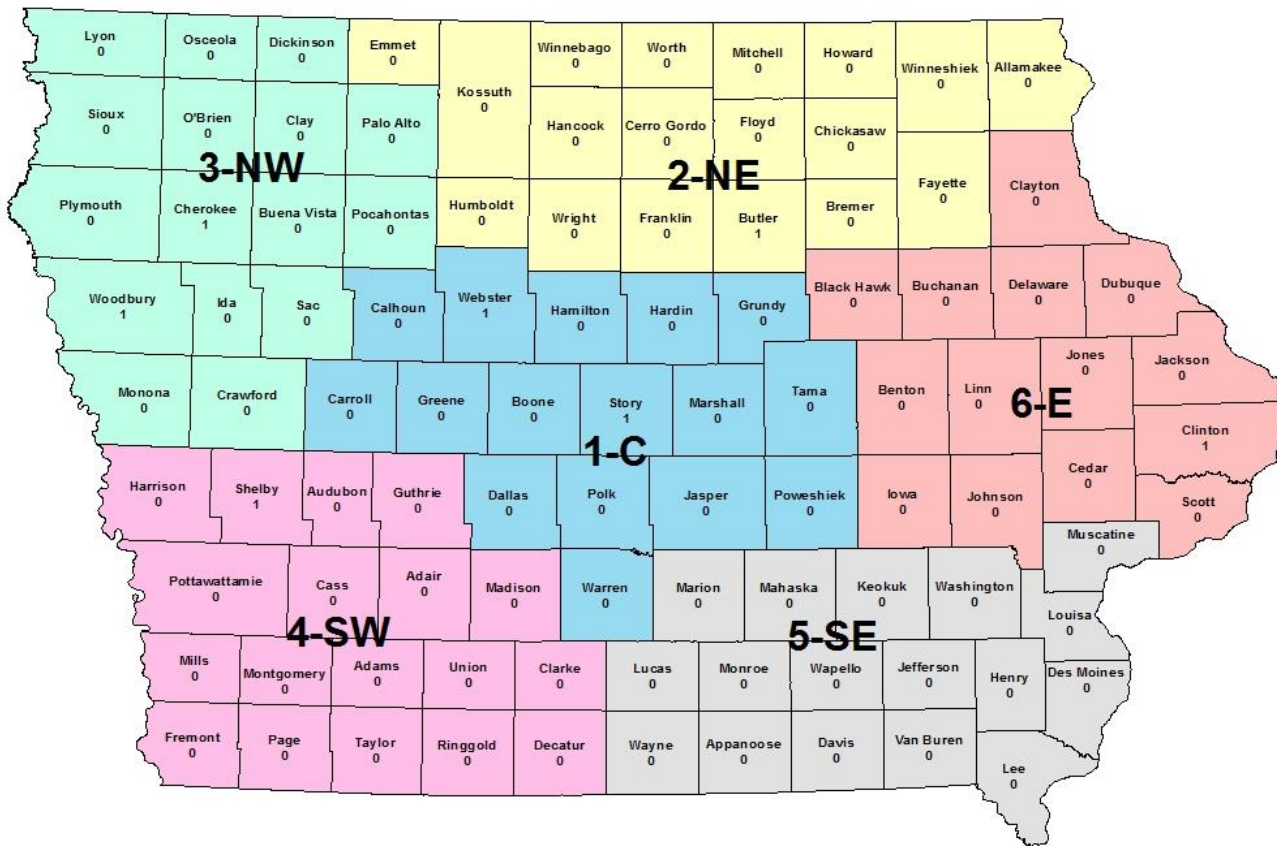 Lyon
0
Osceola
0
Dickinson
0
Emmet
0
Kossuth
0
Winnebago
0
Worth
0
Mitchell
0
Howard
0
Winneshiek
0
Allamakee
0
Sioux
0
O'Brien
0
Clay
0
Palo Alto
0
Hancock
0
Cerro Gordo
0
Floyd
0
Chickasaw
0
3-NW
2-NE
Plymouth
0
Cherokee
1
Buena Vista
0
Pocahontas
0
Humboldt
0
Wright
0
Franklin
0
Butler
1
Bremer
0
Fayette
0
Clayton
0
Woodbury
1
Ida
0
Sac
0
Calhoun
0
Webster
1
Hamilton
0
Hardin
0
Grundy
0
Black Hawk
0
Buchanan
0
Delaware
0
Dubuque
0
Monona
0
Crawford
0
Carroll
0
Greene
0
Boone
0
Story
1
Marshall
0
Tama
0
Benton
0
Linn
0
Jones
0
Jackson
0
1-C
6-E
Clinton
1
Harrison
0
Shelby
1
Audubon
0
Guthrie
0
Dallas
0
Polk
0
Jasper
0
Poweshiek
0
Iowa
0
Johnson
0
Cedar
0
Scott
0
Muscatine
0
Pottawattamie
0
Cass
0
Adair
0
Madison
0
Warren
0
Marion
0
Mahaska
0
Keokuk
0
Washington
0
Louisa
0
4-SW
5-SE
Mills
0
Montgomery
0
Adams
0
Union
0
Clarke
0
Lucas
0
Monroe
0
Wapello
0
Jefferson
0
Henry
0
Des Moines
0
Fremont
0
Page
0
Taylor
0
Ringgold
0
Decatur
0
Wayne
0
Appanoose
0
Davis
0
Van Buren
0
Lee
0